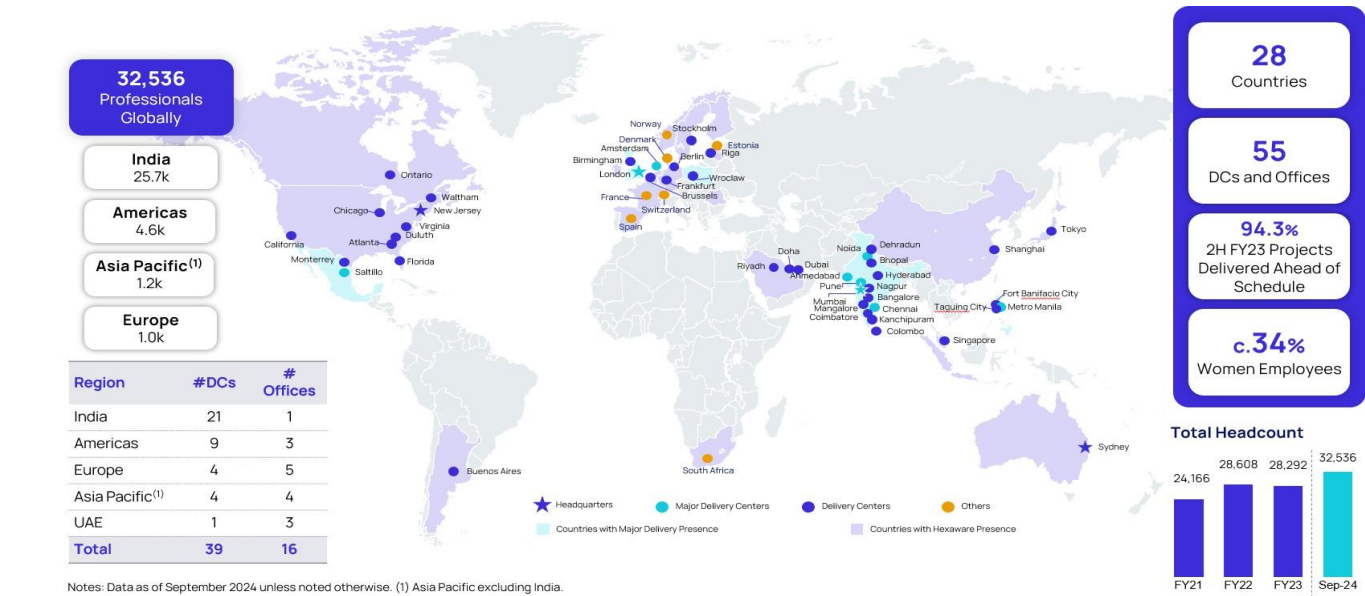 32,536
Professionals
Globally
India
25.7k
Americas
4.6k
Asia Pacific(1)
1.2k
Europe
1.0k
Region #DCs # Offices
India 21 1
Americas 9 3
Europe 4 5
Asia Pacific(1) 4 4
UAE 1 3
Total 39 16
Ontario
Waltham
Chicago
New Jersey
Virginia
Duluth
Atlanta
California
Monterrey
Florida
Saltillo
Buenos Aires
Norway
Stockholm
Denmark
Estonia
Amsterdam
Berlin
Riga
Birmingham
London
Wroclaw
Frankfurt
Brussels
France
Switzerland
Spain
South Africa
Doha
Riyadh
Dubai
Noida
Dehradun
Bhopal
Ahmedabad
Hyderabad
Pune
Nagpur
Mumbai
Bangalore
Mangalore
Chennai
Coimbatore
Kanchipuram
Colombo
Tokyo
Shanghai
Fort Banifacio City
Taguing City
Metro Manila
Singapore
Sydney
Headquarters
Major Delivery Centers
Delivery Centers
Others
Countries with Major Delivery Presence
Countries with Hexaware Presence
28
Countries
55
DCs and Offices
94.3%
2H FY23 Projects
Delivered Ahead of
Schedule
c.34%
Women Employees
Total Headcount
24,166
28,608
28,292
32,536
FY21 FY22 FY23 Sep-24
Notes: Data as of September 2024 unless noted otherwise. (1) Asia Pacific excluding India.